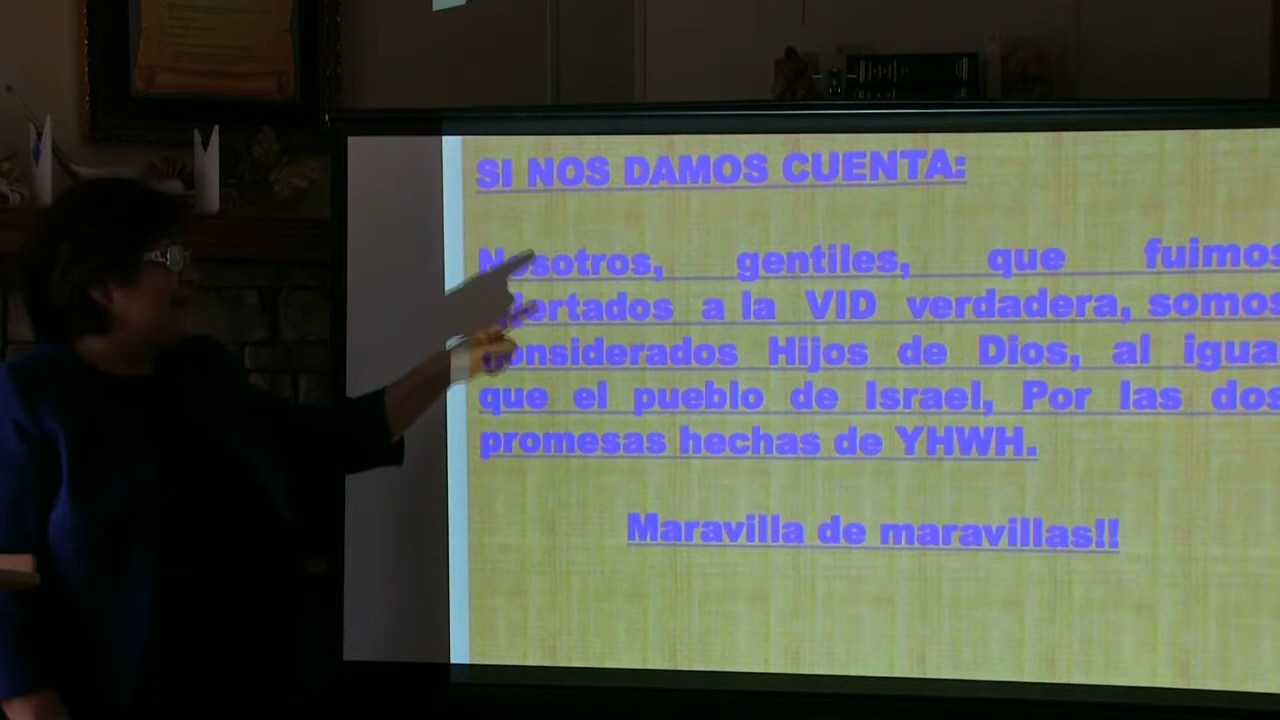 SI NOS DAMOS CUENTA:
Nosotros, gentiles, que fuimos
a la VID verdadera, somos
considerados Hijos de Dios, al igual
que el pueblo de Israel, Por las dos
promesas hechas de YHWH.
Maravilla de maravillas!!